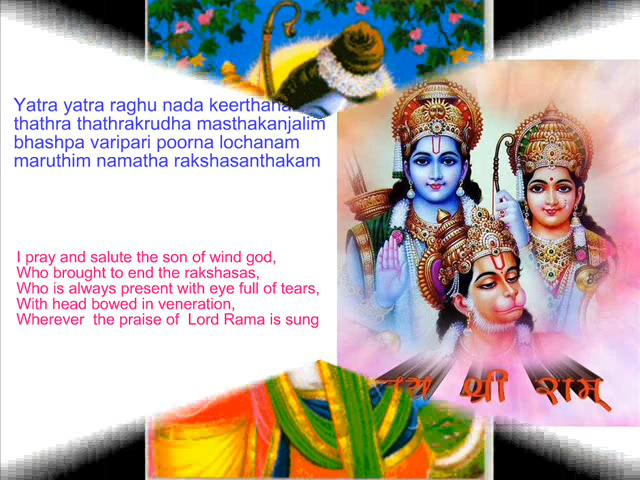 Yatra yatra raghu nada keerthana
thathra thathrakrudha masthakanjalim
bhashpa varipari poorna lochanam
maruthim namatha rakshasanthakam
I pray and salute the son of wind god,
Who brought to end the rakshasas,
Who is always present with eye full of tears,
With head bowed in veneration,
Wherever the praise of Lord Rama is sung
श्री राम्